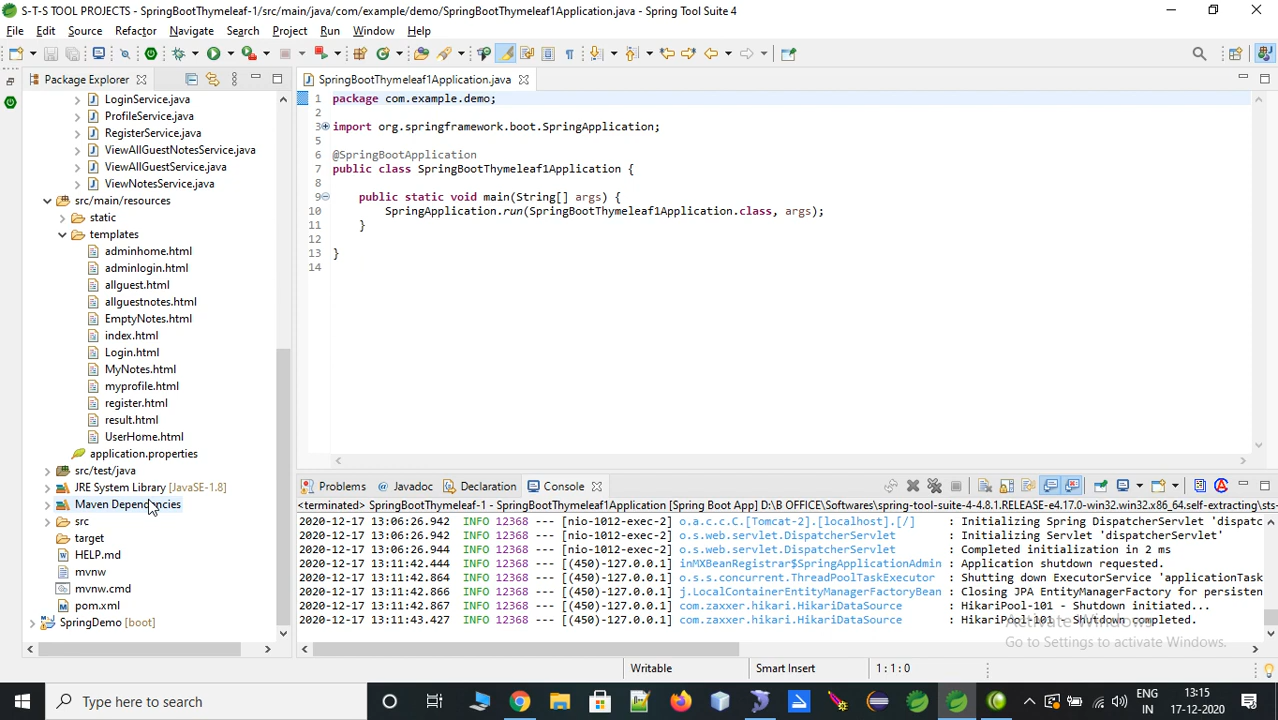 S-T-S TOOL PROJECTS - SpringBootThymeleaf-1/src/main/java/com/example/demo/SpringBootThymeleaf1Application.java - Spring Tool Suite 4
File Edit Source Refactor Navigate Search Project Run Window Help
Package Explorer
LoginService.java
ProfileService.java
RegisterService.java
ViewAllGuestNotesService.java
ViewAllGuestService.java
ViewNotesService.java
src/main/resources
static
templates
adminhome.html
adminlogin.html
allguest.html
allguestnotes.html
EmptyNotes.html
index.html
Login.html
MyNotes.html
myprofile.html
register.html
result.html
UserHome.html
application.properties
src/test/java
JRE System Library [JavaSE-1.8]
Maven Dependencies
src
target
HELP.md
mvnw
mvnw.cmd
pom.xml
SpringDemo [boot]
SpringBootThymeleaf1Application.java
1 package com.example.demo;
2
3 import org.springframework.boot.SpringApplication;
5
6 @SpringBootApplication
7 public class SpringBootThymeleaf1Application {
8
9 public static void main(String[] args) {
10 SpringApplication.run(SpringBootThymeleaf1Application.class, args);
11 }
12
13 }
14
Problems Javadoc Declaration Console
<terminated> SpringBootThymeleaf-1 - SpringBootThymeleaf1Application [Spring Boot App] D:\B OFFICE\Softwares\spring-tool-suite-4-4.8.1.RELEASE-e4.17.0-win32.win32.x86_64.self-extracting\sts-
2020-12-17 13:06:26.942 INFO 12368 --- [nio-1012-exec-2] o.a.c.c.C.[Tomcat-2].[localhost].[/] : Initializing Spring DispatcherServlet 'dispatc
2020-12-17 13:06:26.942 INFO 12368 --- [nio-1012-exec-2] o.s.web.servlet.DispatcherServlet : Initializing Servlet 'dispatcherServlet'
2020-12-17 13:06:26.944 INFO 12368 --- [nio-1012-exec-2] o.s.web.servlet.DispatcherServlet : Completed initialization in 2 ms
2020-12-17 13:11:42.444 INFO 12368 --- [(450)-127.0.0.1] inMXBeanRegistrar$SpringApplicationAdmin : Application shutdown requested.
2020-12-17 13:11:42.864 INFO 12368 --- [(450)-127.0.0.1] o.s.s.concurrent.ThreadPoolTaskExecutor : Shutting down ExecutorService 'applicationTask
2020-12-17 13:11:42.866 INFO 12368 --- [(450)-127.0.0.1] j.LocalContainerEntityManagerFactoryBean : Closing JPA EntityManagerFactory for persisten
2020-12-17 13:11:42.866 INFO 12368 --- [(450)-127.0.0.1] com.zaxxer.hikari.HikariDataSource : HikariPool-101 - Shutdown initiated...
2020-12-17 13:11:43.427 INFO 12368 --- [(450)-127.0.0.1] com.zaxxer.hikari.HikariDataSource : HikariPool-101 - Shutdown completed.
Activate Windows
Go to Settings to activate Windows.
Writable Smart Insert 1 : 1 : 0
Type here to search
ENG
IN
13:15
17-12-2020